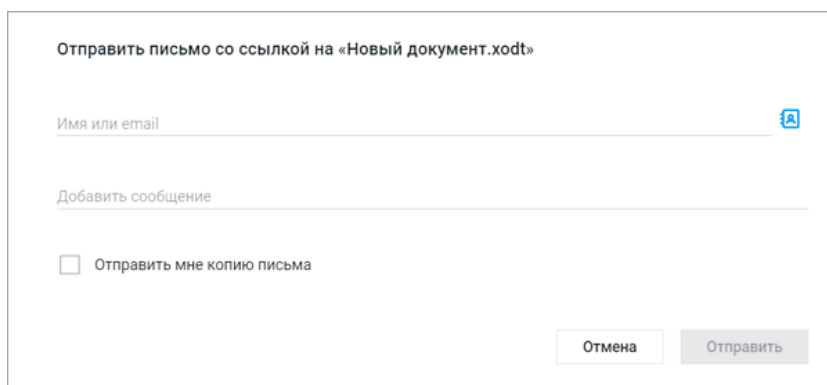 Отправить письмо со ссылкой на «Новый документ.xodt»
Имя или email
Добавить сообщение
Отправить мне копию письма
Отмена
Отправить